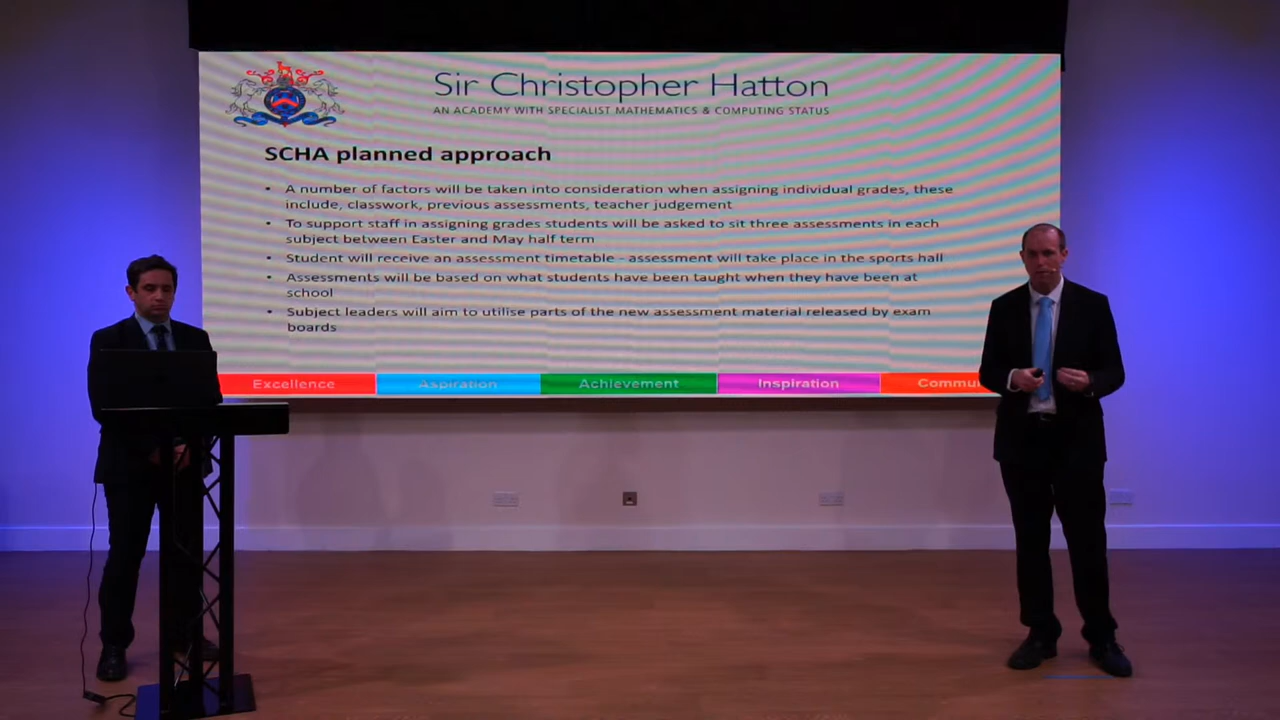 Sir Christopher Hatton
AN ACADEMY WITH SPECIALIST MATHEMATICS & COMPUTING STATUS
SCHA planned approach
• A number of factors will be taken into consideration when assigning individual grades, these
include, classwork, previous assessments, teacher judgement
• To support staff in assigning grades students will be asked to sit three assessments in each
subject between Easter and May half term
• Student will receive an assessment timetable - assessment will take place in the sports hall
• Assessments will be based on what students have been taught when they have been at
school
• Subject leaders will aim to utilise parts of the new assessment material released by exam
boards
Excellence Aspiration Achievement Inspiration Commu